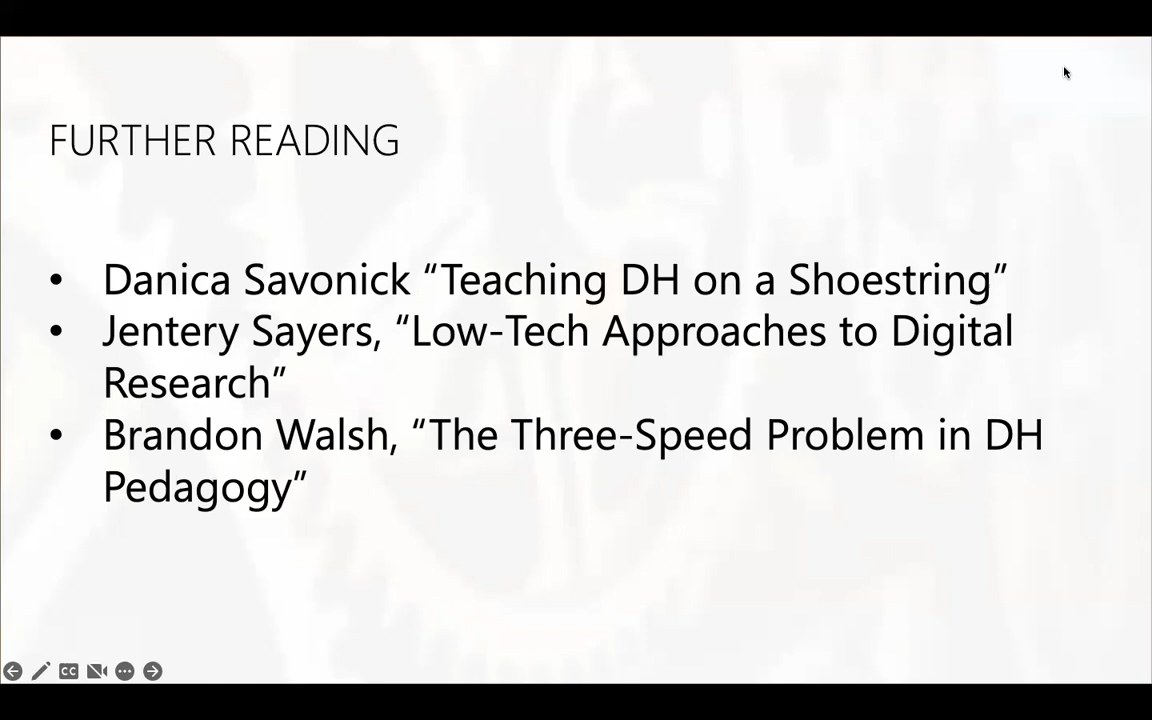 FURTHER READING
• Danica Savonick “Teaching DH on a Shoestring”
• Jentery Sayers, “Low-Tech Approaches to Digital
Research”
• Brandon Walsh, “The Three-Speed Problem in DH
Pedagogy”
CC